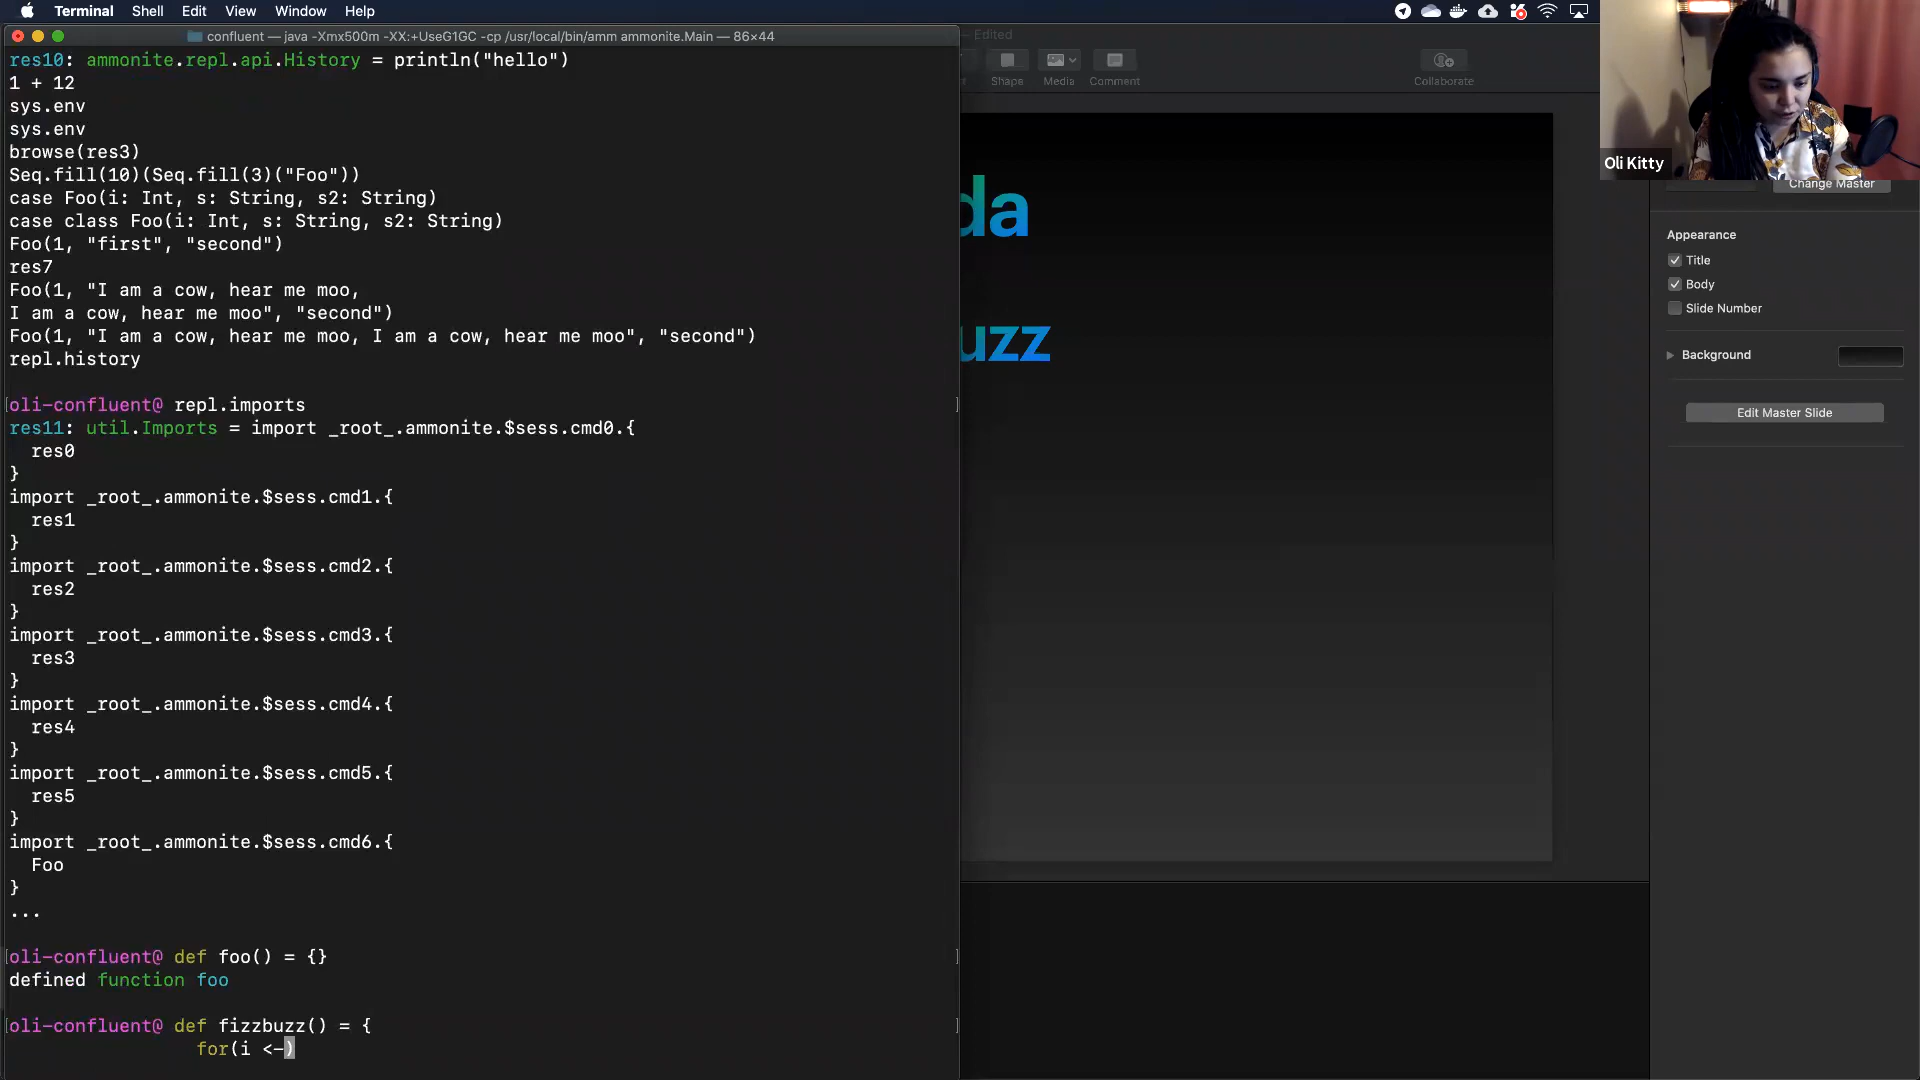 Terminal Shell Edit View Window Help
confluent — java -Xmx500m -XX:+UseG1GC -cp /usr/local/bin/amm ammonite.Main — 86×44
— Edited
Shape Media Comment Collaborate
res10: ammonite.repl.api.History = println("hello")
1 + 12
sys.env
sys.env
browse(res3)
Seq.fill(10)(Seq.fill(3)("Foo"))
case Foo(i: Int, s: String, s2: String)
case class Foo(i: Int, s: String, s2: String)
Foo(1, "first", "second")
res7
Foo(1, "I am a cow, hear me moo,
I am a cow, hear me moo", "second")
Foo(1, "I am a cow, hear me moo, I am a cow, hear me moo", "second")
repl.history
[oli-confluent@ repl.imports ]
res11: util.Imports = import _root_.ammonite.$sess.cmd0.{
res0
}
import _root_.ammonite.$sess.cmd1.{
res1
}
import _root_.ammonite.$sess.cmd2.{
res2
}
import _root_.ammonite.$sess.cmd3.{
res3
}
import _root_.ammonite.$sess.cmd4.{
res4
}
import _root_.ammonite.$sess.cmd5.{
res5
}
import _root_.ammonite.$sess.cmd6.{
Foo
}
...
[oli-confluent@ def foo() = {} ]
defined function foo
[oli-confluent@ def fizzbuzz() = { ]
for(i <-)
da
uzz
Oli Kitty
Change Master
Appearance
Title
Body
Slide Number
Background
Edit Master Slide